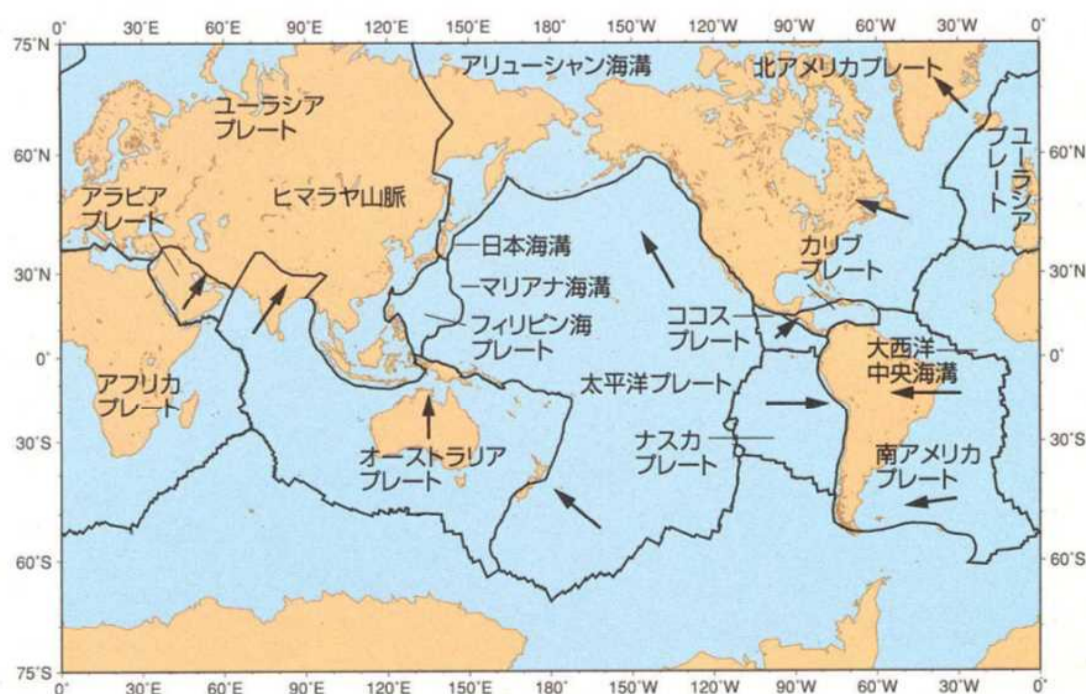 0° 30°E 60°E 90°E 120°E 150°E 180° 150°W 120°W 90°W 60°W 30°W 0°
75°N
アリューシャン海溝
北アメリカプレート
ユーラシア
プレート
ユーラシア
プレート
60°N
60°N
アラビア
プレート
ヒマラヤ山脈
カリブ
プレート
日本海溝
30°N
30°N
マリアナ海溝
フィリピン海
プレート
ココス
プレート
大西洋
中央海溝
0°
0°
アフリカ
プレート
太平洋プレート
30°S
30°S
オーストラリア
プレート
ナスカ
プレート
南アメリカ
プレート
60°S
60°S
75°S
0° 30°E 60°E 90°E 120°E 150°E 180° 150°W 120°W 90°W 60°W 30°W 0°